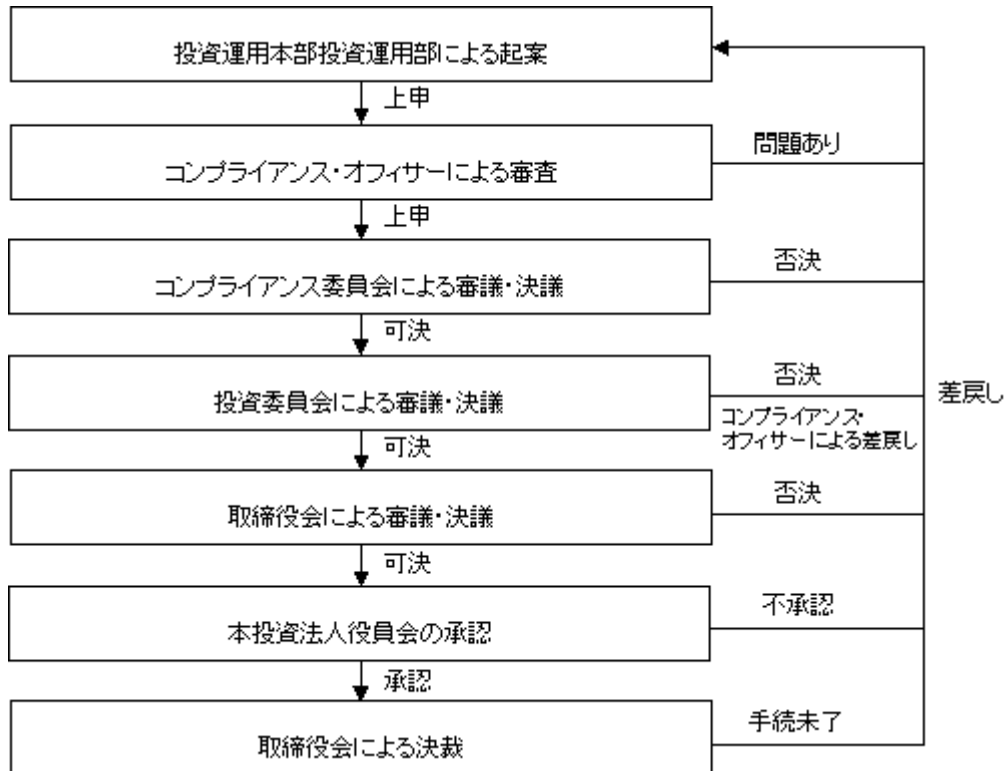 投資運用本部投資運用部による起案
上申
コンプライアンス・オフィサーによる審査
問題あり
上申
コンプライアンス委員会による審議・決議
否決
可決
投資委員会による審議・決議
否決
コンプライアンス・
オフィサーによる差戻し
差戻し
可決
取締役会による審議・決議
否決
可決
本投資法人役員会の承認
不承認
承認
取締役会による決裁
手続未了